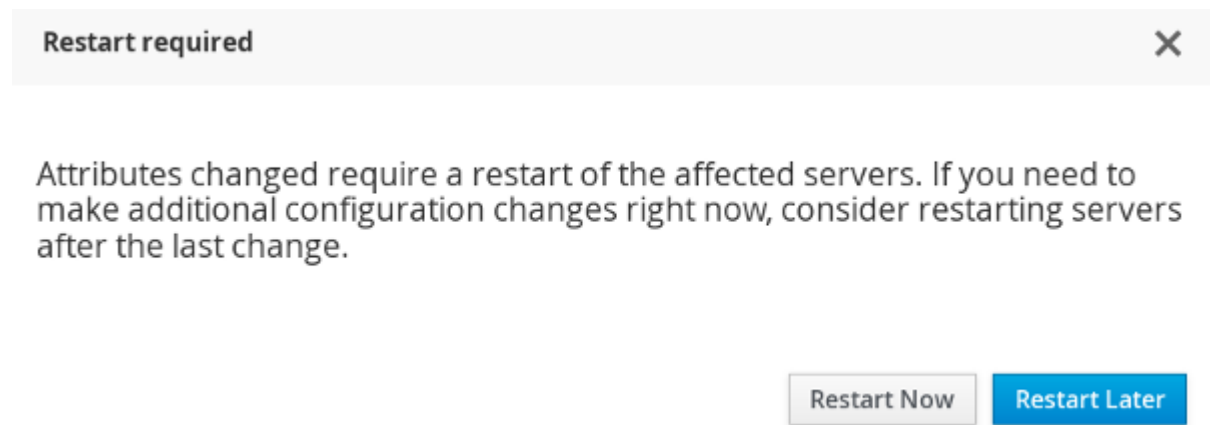 Restart required
Attributes changed require a restart of the affected servers. If you need to
make additional configuration changes right now, consider restarting servers
after the last change.
Restart Now
Restart Later